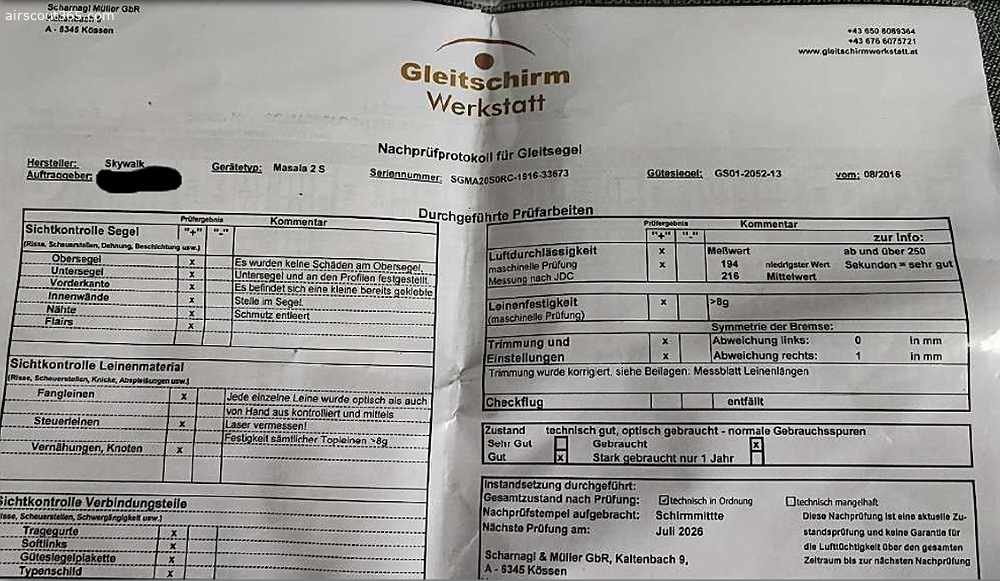 airscout365.com
Scharnagl Müller GbR
A - 6345 Kössen
+43 650 8089364
+43 676 6075721
www.gleitschirmwerkstatt.at
Gleitschirm
Werkstatt
Nachprüfprotokoll für Gleitsegel
Hersteller: Skywalk Gerätetyp: Masala 2 S Seriennummer: SGMA20S0RC-1916-33673 Gütesiegel: GS01-2052-13 vom: 08/2016
Auftraggeber:
Durchgeführte Prüfarbeiten
Sichtkontrolle Segel Prüfergebnis "+" "-" Kommentar
(Risse, Scheuerstellen, Dehnung, Beschichtung usw.)
Obersegel x Es wurden keine Schäden am Obersegel,
Untersegel x Untersegel und an den Profilen festgestellt.
Vorderkante x Es befindet sich eine kleine bereits geklebte
Innenwände x Stelle im Segel.
Nähte x Schmutz entleert
Flairs x
Sichtkontrolle Leinenmaterial
(Risse, Scheuerstellen, Knicke, Abspleißungen usw.)
Fangleinen x Jede einzelne Leine wurde optisch als auch
von Hand aus kontrolliert und mittels
Steuerleinen x Laser vermessen!
Festigkeit sämtlicher Topleinen >8g
Vernähungen, Knoten x
Sichtkontrolle Verbindungsteile
Risse, Scheuerstellen, Schwergängigkeit usw.)
Tragegurte x
Softlinks x
Gütesiegelplakette x
Typenschild x
Prüfergebnis "+" "-" Kommentar
zur Info:
Luftdurchlässigkeit x Meßwert ab und über 250
maschinelle Prüfung x 194 niedrigster Wert Sekunden = sehr gut
Messung nach JDC x 216 Mittelwert
Leinenfestigkeit x >8g
(maschinelle Prüfung)
Symmetrie der Bremse:
Trimmung und x Abweichung links: 0 in mm
Einstellungen x Abweichung rechts: 1 in mm
Trimmung wurde korrigiert, siehe Beilagen: Messblatt Leinenlängen
Checkflug entfällt
Zustand technisch gut, optisch gebraucht - normale Gebrauchsspuren
Sehr Gut Gebraucht x
Gut x Stark gebraucht nur 1 Jahr
Instandsetzung durchgeführt:
Gesamtzustand nach Prüfung: ☑technisch in Ordnung ☐technisch mangelhaft
Nachprüfstempel aufgebracht: Schirmmittte
Nächste Prüfung am: Juli 2026
Diese Nachprüfung ist eine aktuelle Zu-
standsprüfung und keine Garantie für
die Luftüchtigkeit über den gesamten
Zeitraum bis zur nächsten Nachprüfung
Scharnagl & Müller GbR, Kaltenbach 9,
A - 6345 Kössen